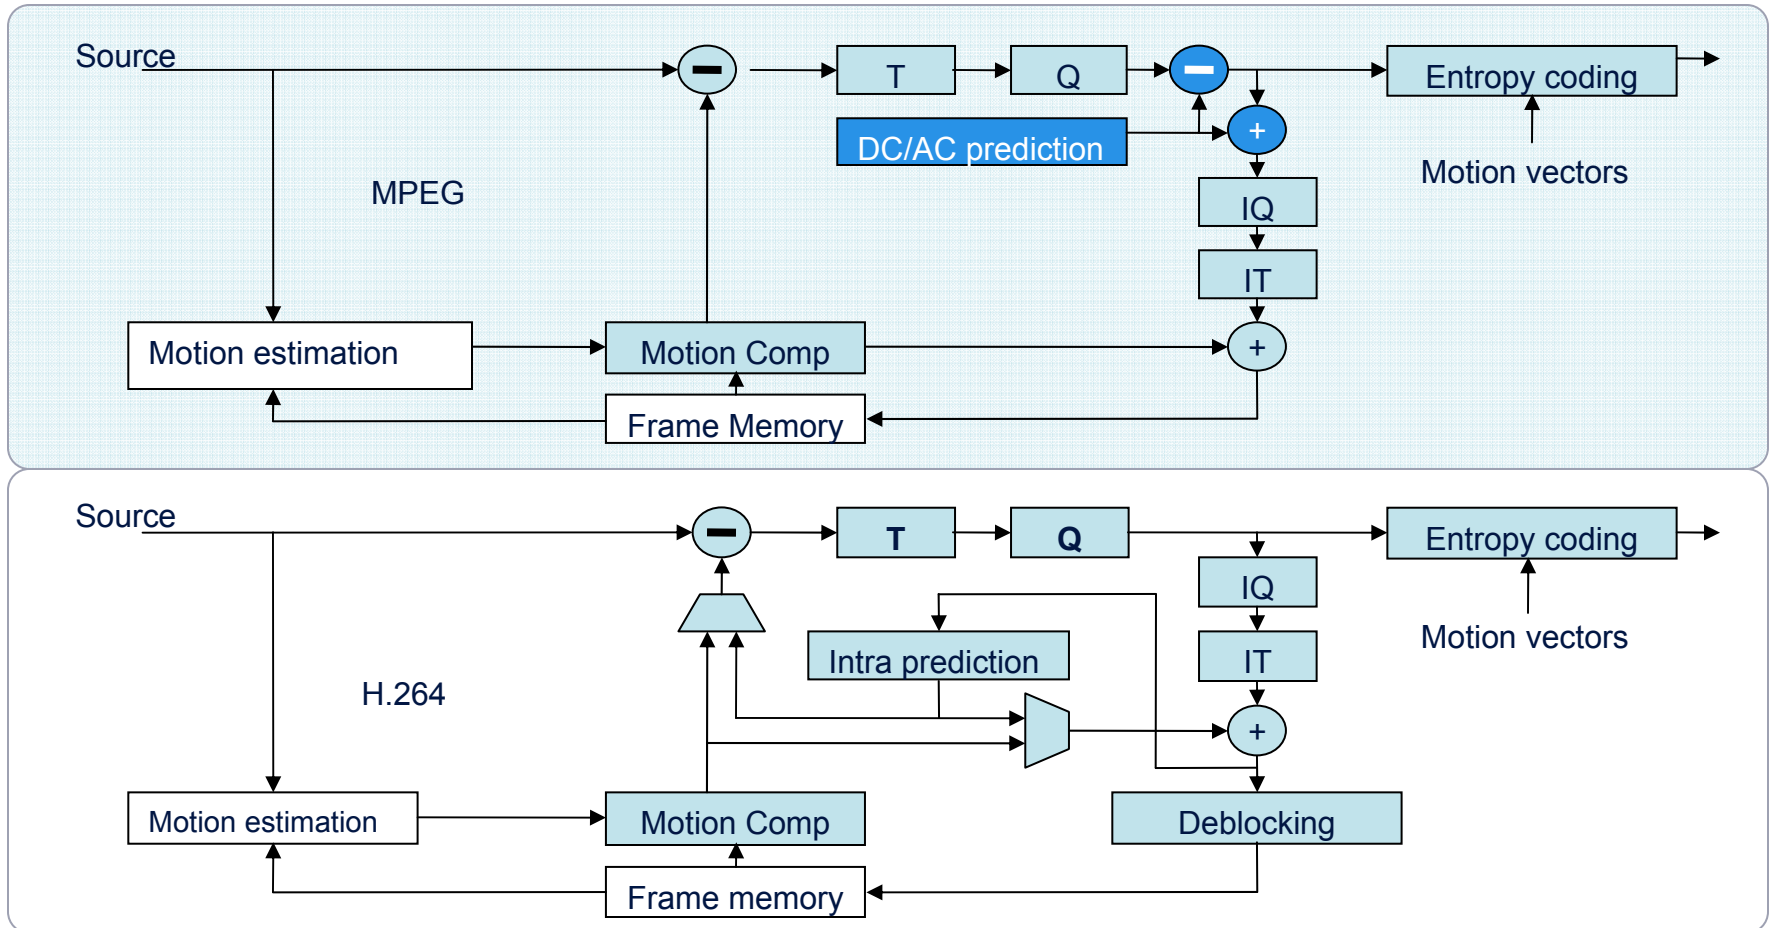 Source
T
Q
Entropy coding
+
DC/AC prediction
Motion vectors
MPEG
IQ
IT
Motion estimation
Motion Comp
+
Frame Memory
Source
T
Q
Entropy coding
IQ
Motion vectors
Intra prediction
IT
H.264
+
Motion estimation
Motion Comp
Deblocking
Frame memory